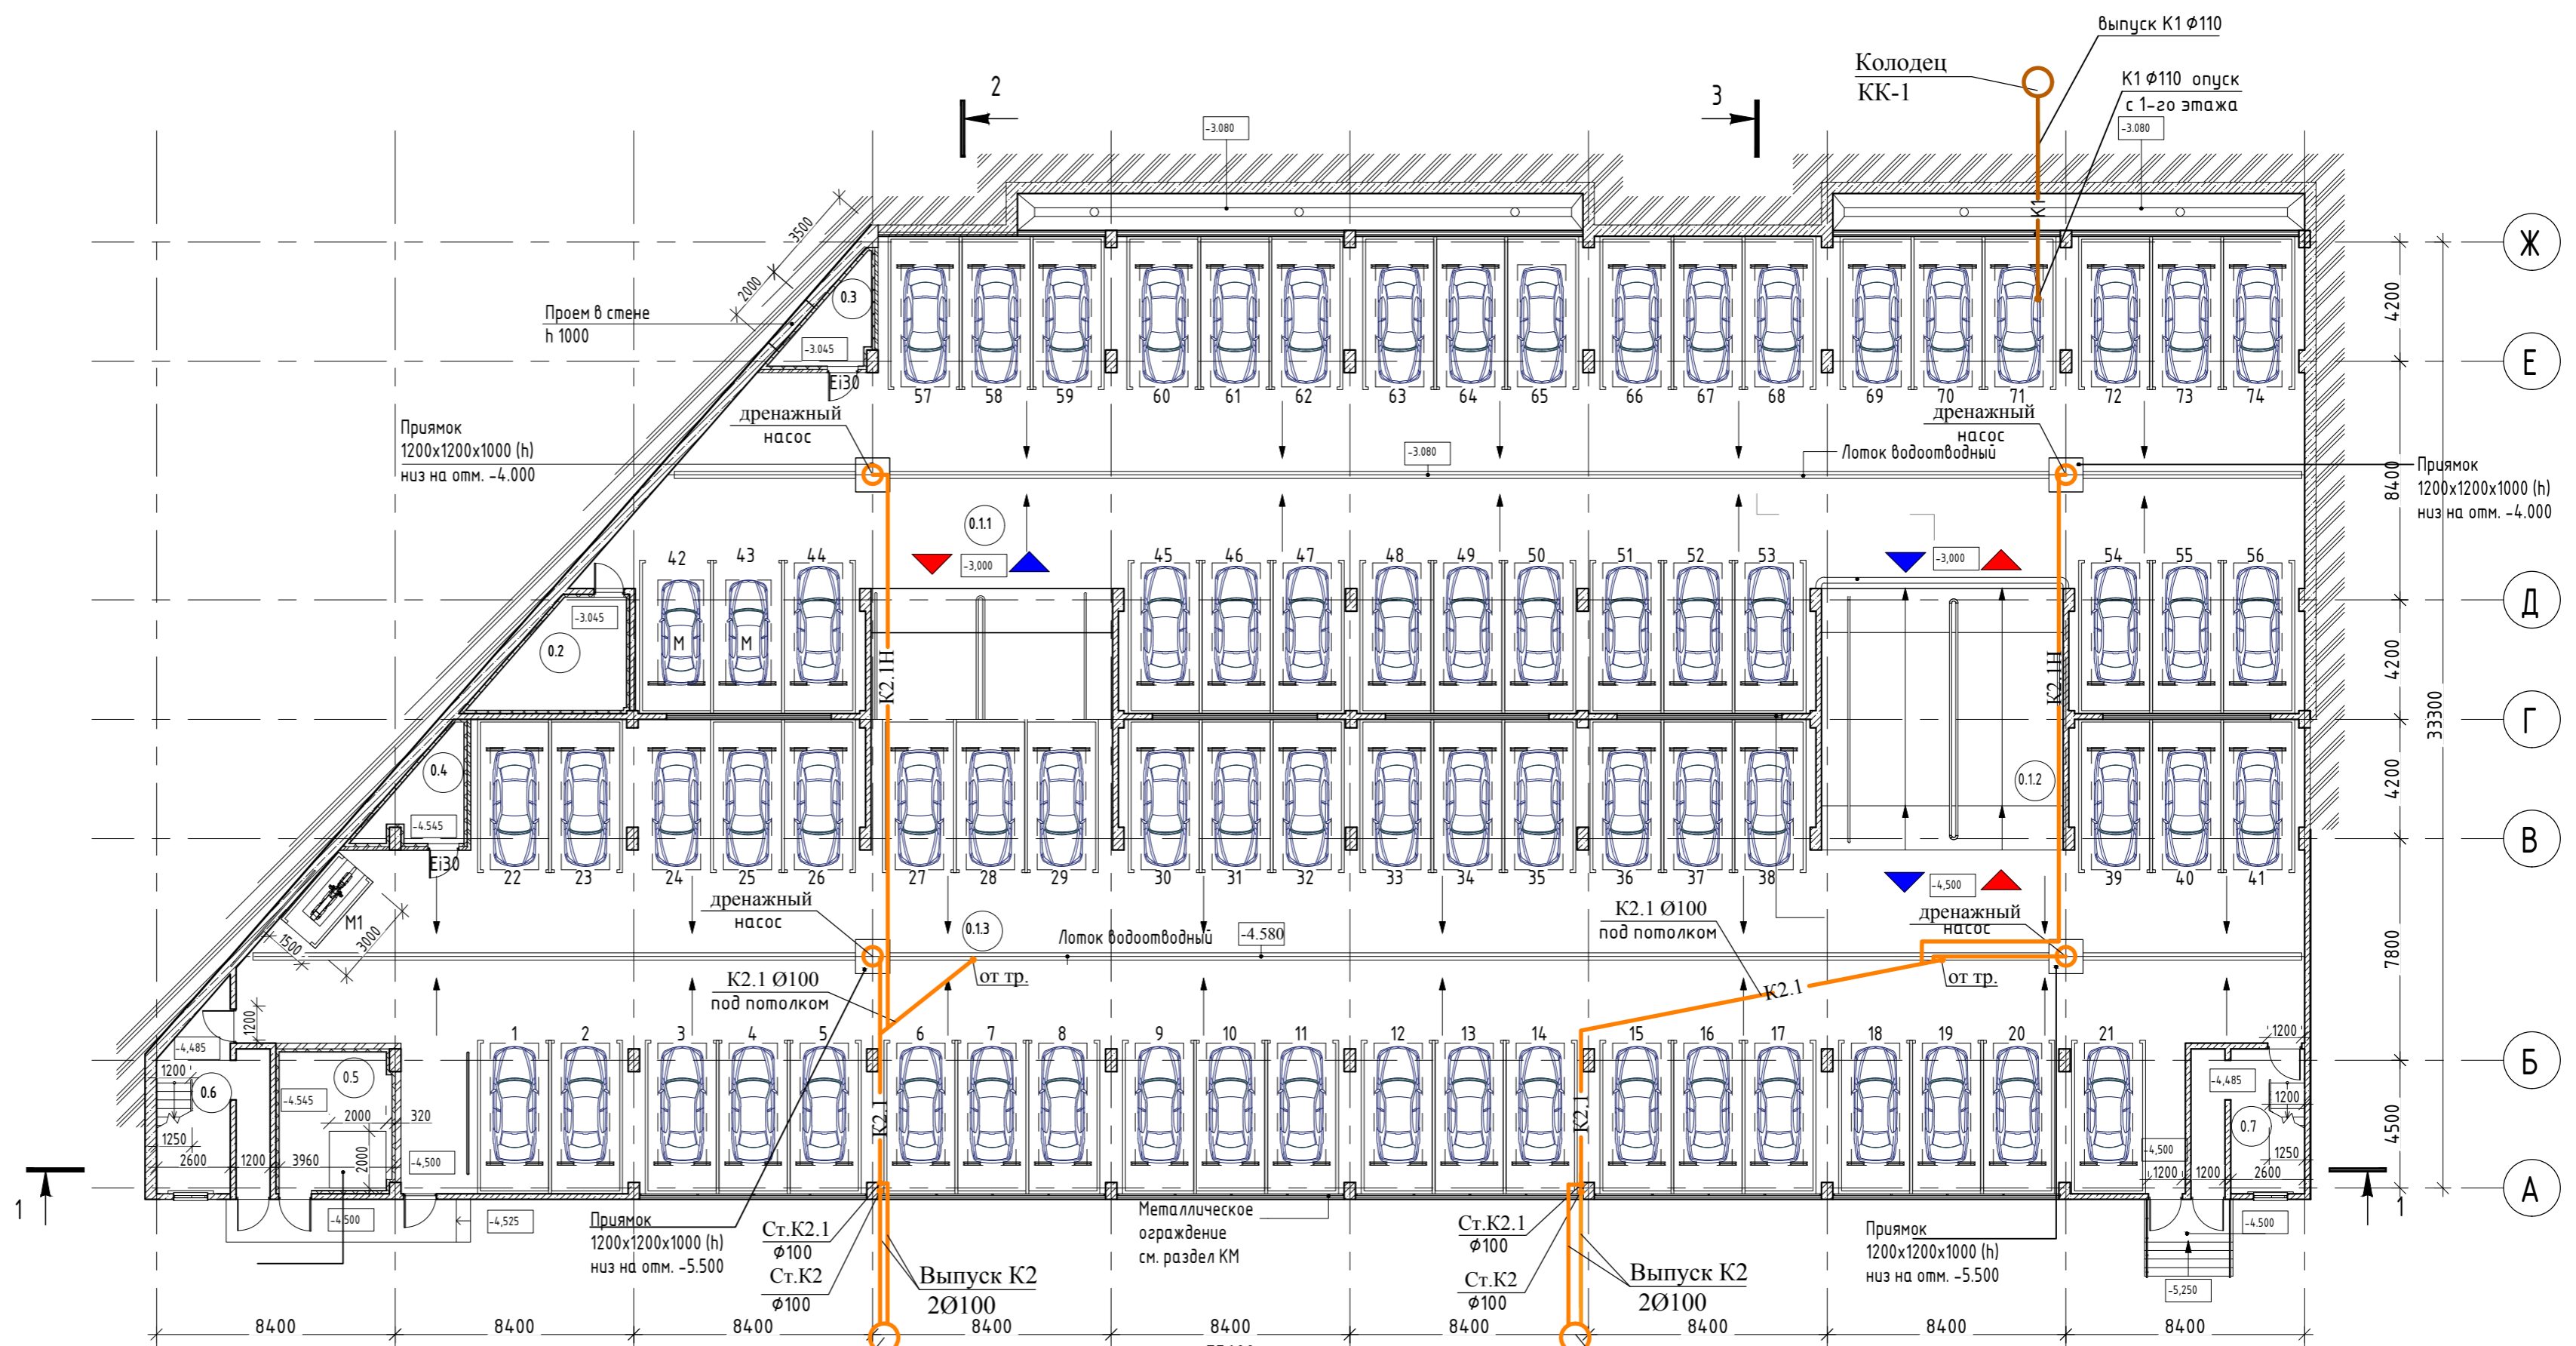 выпуск К1 Ф110
Колодец
КК-1
К1 Ф110 опуск
с 1-го этажа
2
3
-3.080
-3.080
К1
Ж
3500
2000
0.3
Проем в стене
h 1000
-3.045
Ei30
4200
Е
57
58
59
60
61
62
63
64
65
66
67
68
69
70
71
72
73
74
дренажный
насос
дренажный
насос
Приямок
1200х1200х1000 (h)
низ на отм. -4.000
-3.080
Лоток водоотводный
8400
Приямок
1200х1200х1000 (h)
низ на отм. -4.000
0.1.1
-3,000
-3,000
42
43
44
45
46
47
48
49
50
51
52
53
54
55
56
-3.045
Д
М
М
0.2
К2.1Н
К2.1Н
4200
33300
Г
0.4
0.1.2
4200
-4.545
Ei30
В
22
23
24
25
26
27
28
29
30
31
32
33
34
35
36
37
38
39
40
41
-4,500
М1
1500
3000
дренажный
насос
0.1.3
Лоток водоотводный
-4.580
К2.1 Ø100
под потолком
дренажный
насос
7800
К2.1 Ø100
под потолком
от тр.
К2.1
от тр.
1200
1
2
3
4
5
6
7
8
9
10
11
12
13
14
15
16
17
18
19
20
21
1200
-4,485
Б
1200
0.6
0.5
-4.545
2000
320
К2.1
К2.1
-4,485
1200
0.7
4500
1250
2600
1200
3960
2000
-4,500
-4,500
1250
1200
1200
2600
А
1
-4.500
-4,525
Приямок
1200х1200х1000 (h)
низ на отм. -5.500
Ст.К2.1
Ф100
Ст.К2
Ф100
Выпуск К2
2Ø100
Металлическое
ограждение
см. раздел КМ
Ст.К2.1
Ф100
Ст.К2
Ф100
Выпуск К2
2Ø100
Приямок
1200х1200х1000 (h)
низ на отм. -5.500
-4.500
1
-5,250
8400
8400
8400
8400
8400
8400
8400
8400
8400